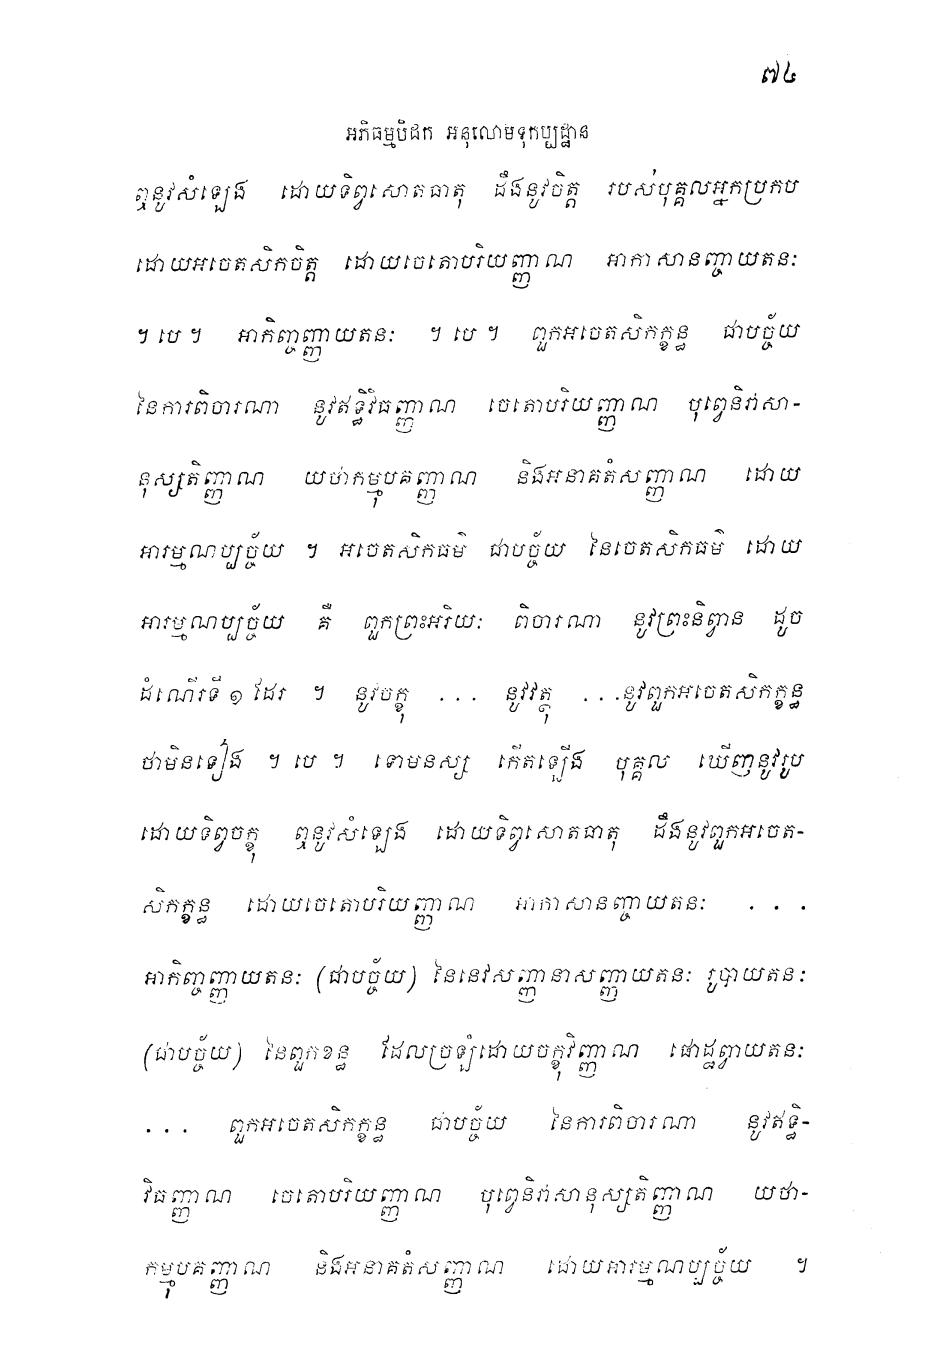 ៧៤
អភិធម្មបិដក អនុលោមទុកប្បដ្ឋាន
ឮនូវសំឡេង ដោយទិព្វសោតធាតុ ដឹងនូវចិត្ត របស់បុគ្គលអ្នកប្រកប
ដោយអចេតសិកចិត្ត ដោយចេតោបរិយញ្ញាណ អាកាសានញ្ចាយតនៈ
។ បេ ។ អាកិញ្ចញ្ញាយតនៈ ។ បេ ។ ពួកអចេតសិកក្ខន្ធ ជាបច្ច័យ
នៃការពិចារណា នូវឥទ្ធិវិធញ្ញាណ ចេតោបរិយញ្ញាណ បុព្វេនិវាសា-
នុស្សតិញ្ញាណ យថាកម្មុបគញ្ញាណ និងអនាគតំសញ្ញាណ ដោយ
អារម្មណប្បច្ច័យ ។ អចេតសិកធម៌ ជាបច្ច័យ នៃចេតសិកធម៌ ដោយ
អារម្មណប្បច្ច័យ គឺ ពួកព្រះអរិយៈ ពិចារណា នូវព្រះនិព្វាន ដូច
ដំណើរទី ១ ដែរ ។ នូវចក្ខុ ... នូវវត្ថុ ...នូវពួកអចេតសិកក្ខន្ធ
ថាមិនទៀង ។ បេ ។ ទោមនស្ស កើតឡើង បុគ្គល ឃើញនូវរូប
ដោយទិព្វចក្ខុ ឮនូវសំឡេង ដោយទិព្វសោតធាតុ ដឹងនូវពួកអចេត-
សិកក្ខន្ធ ដោយចេតោបរិយញ្ញាណ អាកាសានញ្ចាយតនៈ ...
អាកិញ្ចញ្ញាយតនៈ (ជាបច្ច័យ) នៃនេវសញ្ញានាសញ្ញាយតនៈ រូបាយតនៈ
(ជាបច្ច័យ) នៃពួកខន្ធ ដែលច្រឡំដោយចក្ខុវិញ្ញាណ ផោដ្ឋព្វាយតនៈ
... ពួកអចេតសិកក្ខន្ធ ជាបច្ច័យ នៃការពិចារណា នូវឥទ្ធិ-
វិធញ្ញាណ ចេតោបរិយញ្ញាណ បុព្វេនិវាសានុស្សតិញ្ញាណ យថា-
កម្មុបគញ្ញាណ និងអនាគតំសញ្ញាណ ដោយអារម្មណប្បច្ច័យ ។